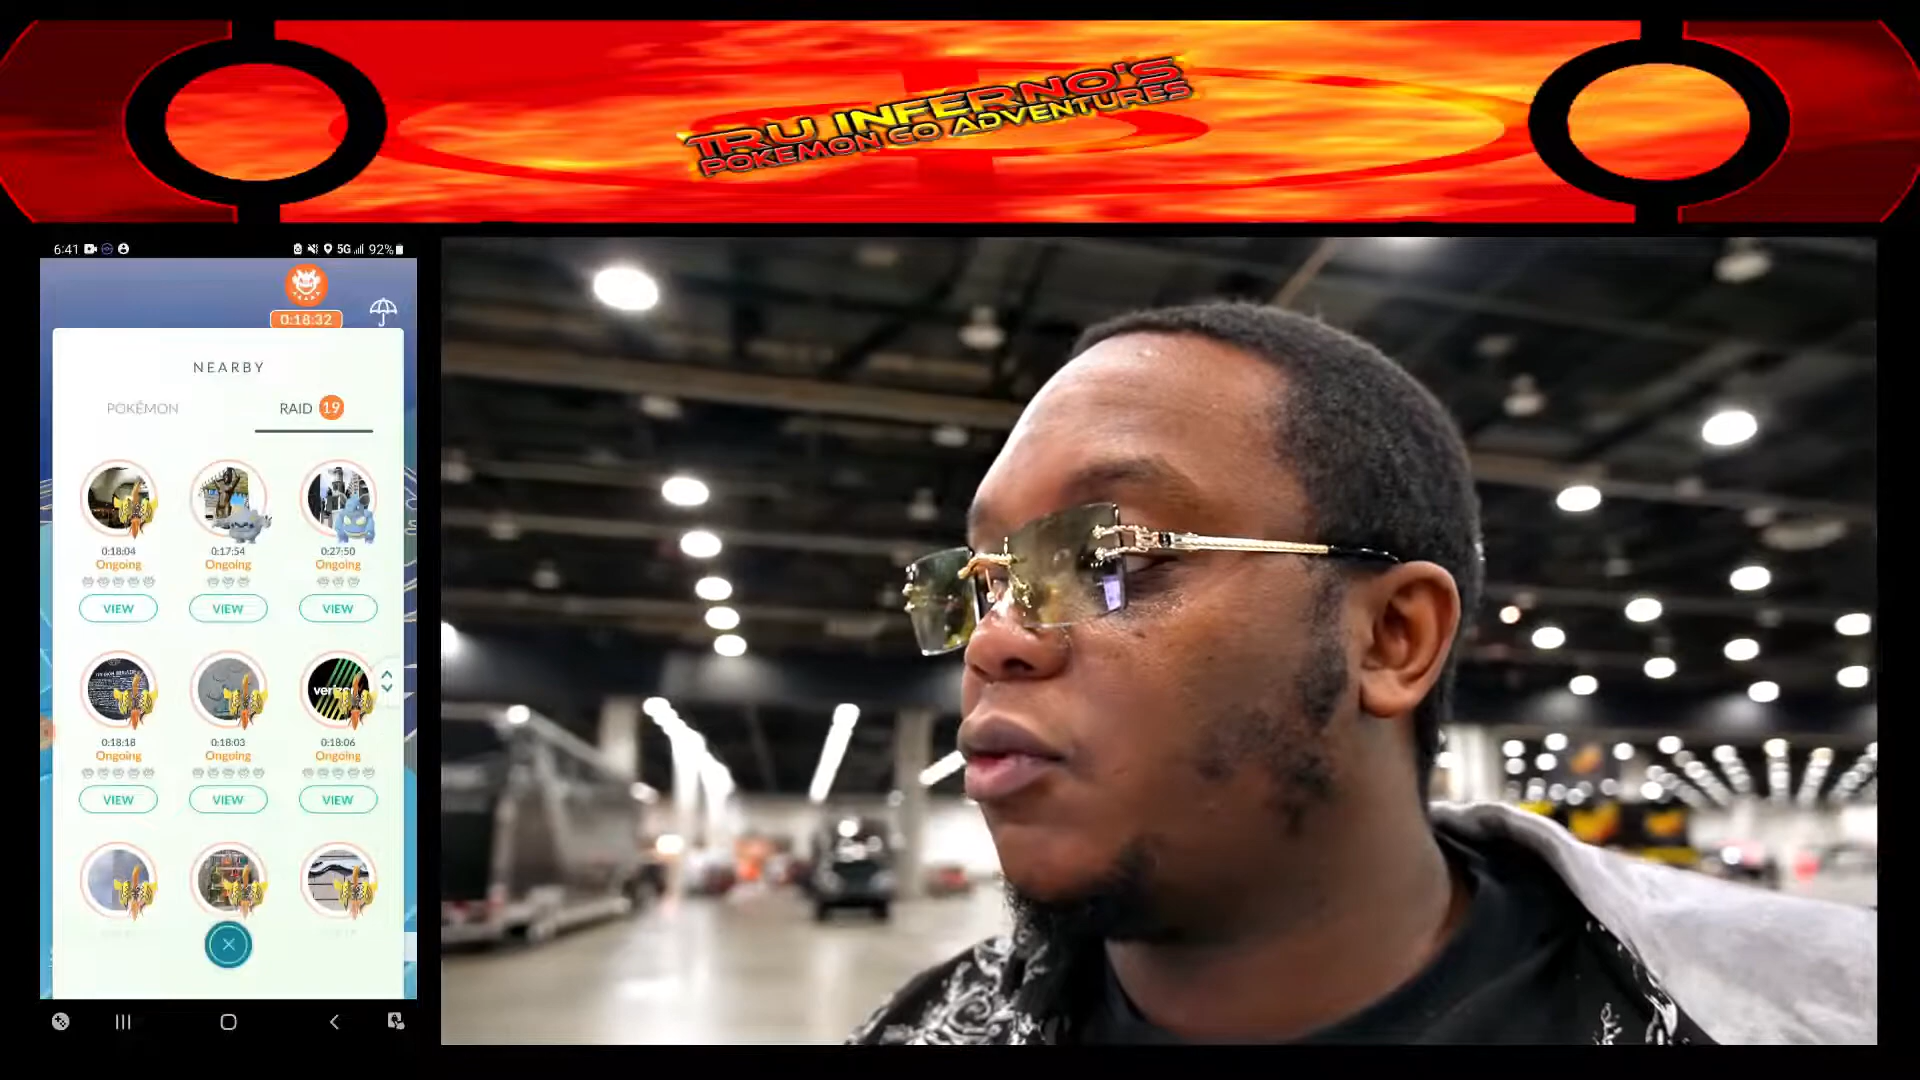 TRU INFERNO'S
POKEMON GO ADVENTURES
6:41
5G 92%
0:18:32
NEARBY
POKÉMON
RAID 19
0:18:04
0:17:54
0:27:50
Ongoing
Ongoing
Ongoing
VIEW
VIEW
VIEW
verizon
0:18:18
0:18:03
0:18:06
Ongoing
Ongoing
Ongoing
VIEW
VIEW
VIEW